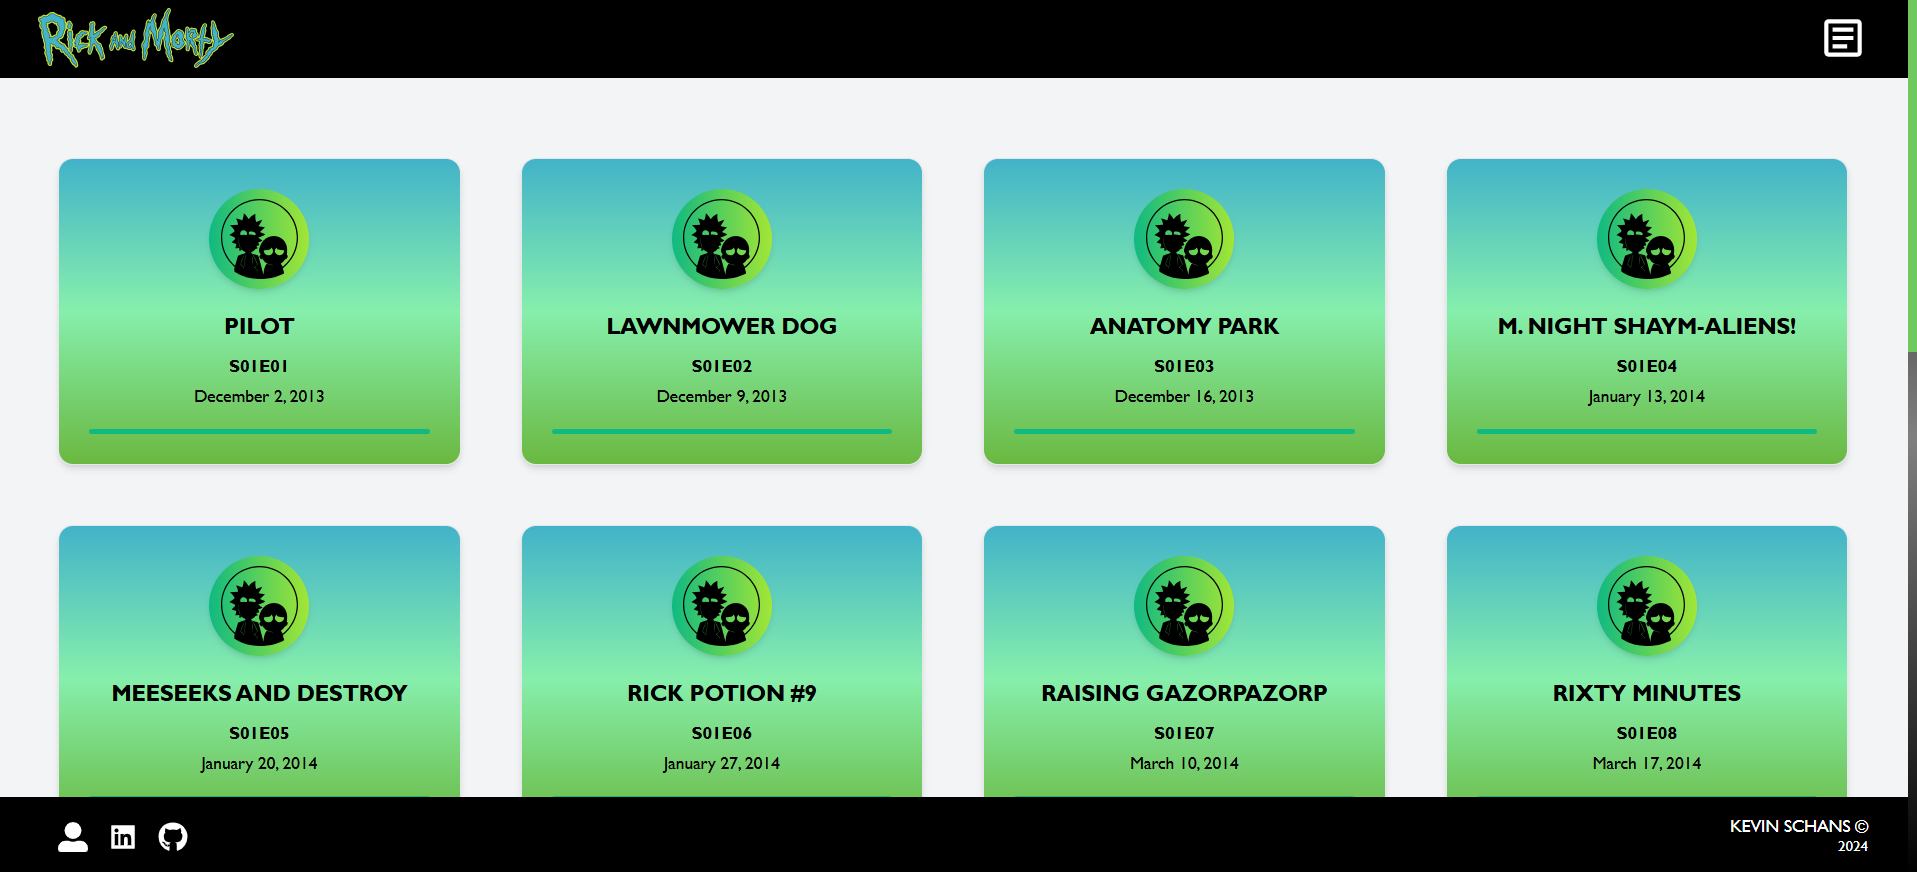 Rick and Morty
PILOT
S01E01
December 2, 2013
LAWNMOWER DOG
S01E02
December 9, 2013
ANATOMY PARK
S01E03
December 16, 2013
M. NIGHT SHAYM-ALIENS!
S01E04
January 13, 2014
MEESEEKS AND DESTROY
S01E05
January 20, 2014
RICK POTION #9
S01E06
January 27, 2014
RAISING GAZORPAZORP
S01E07
March 10, 2014
RIXTY MINUTES
S01E08
March 17, 2014
in
KEVIN SCHANS ©
2024